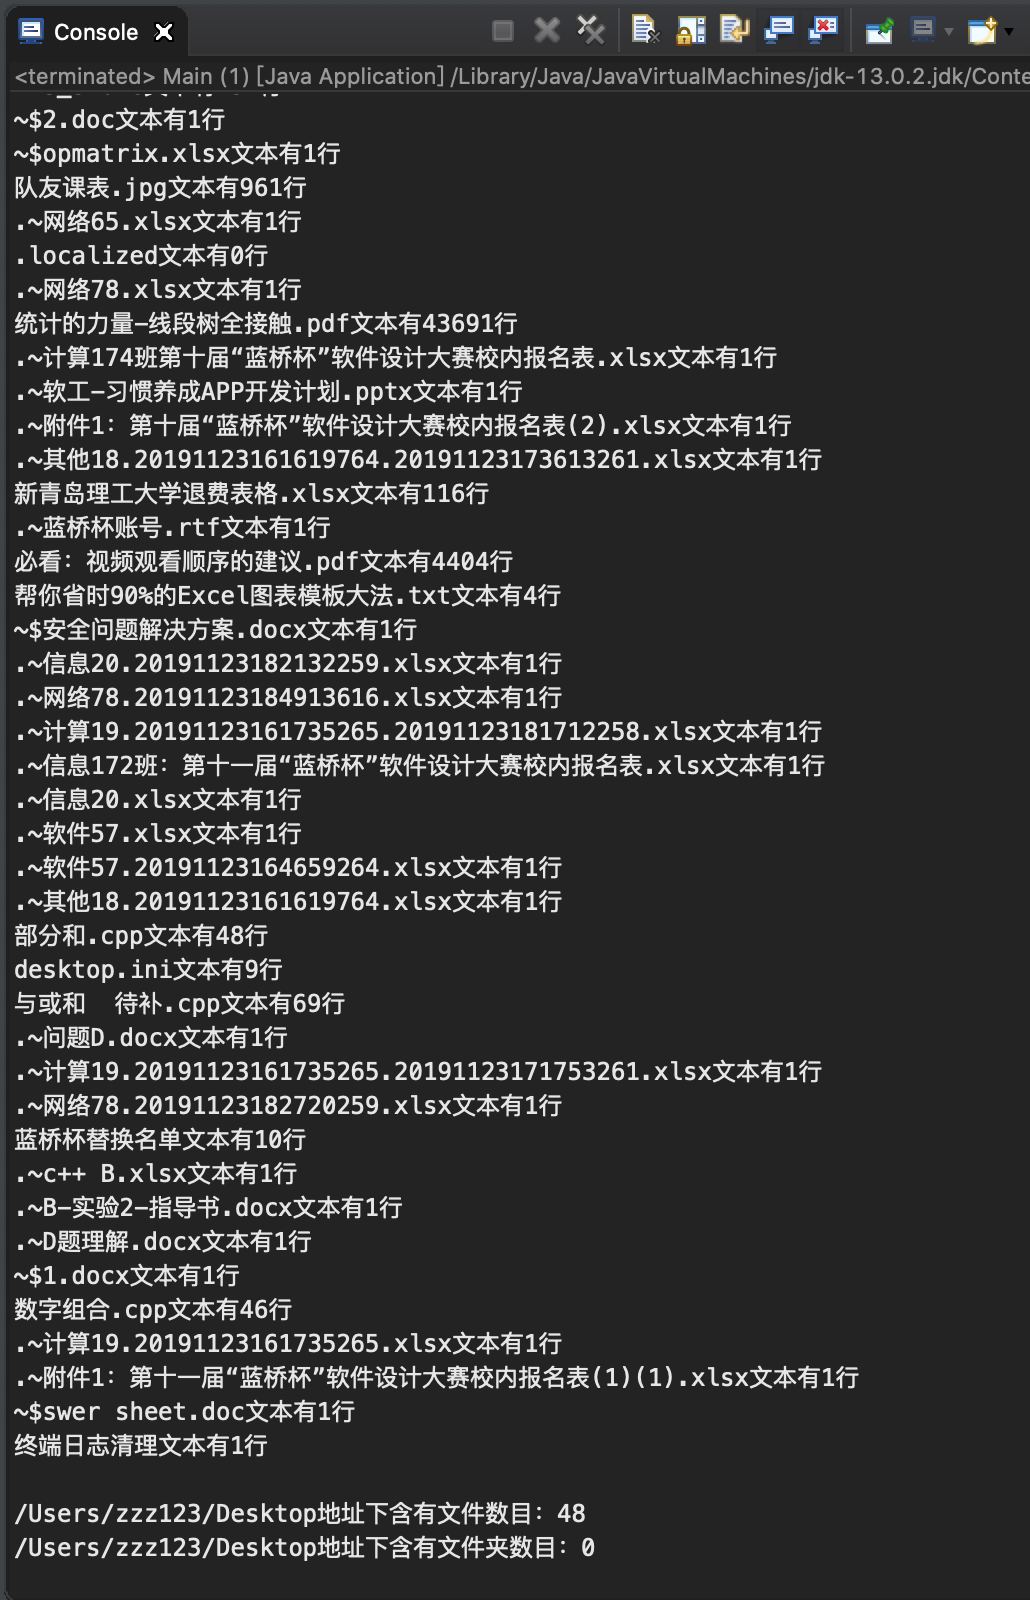 Console
<terminated> Main (1) [Java Application] /Library/Java/JavaVirtualMachines/jdk-13.0.2.jdk/Conte
~$2.doc文本有1行
~$opmatrix.xlsx文本有1行
队友课表.jpg文本有961行
.~网络65.xlsx文本有1行
.localized文本有0行
.~网络78.xlsx文本有1行
统计的力量-线段树全接触.pdf文本有43691行
.~计算174班第十届“蓝桥杯”软件设计大赛校内报名表.xlsx文本有1行
.~软工-习惯养成APP开发计划.pptx文本有1行
.~附件1：第十届“蓝桥杯”软件设计大赛校内报名表(2).xlsx文本有1行
.~其他18.20191123161619764.20191123173613261.xlsx文本有1行
新青岛理工大学退费表格.xlsx文本有116行
.~蓝桥杯账号.rtf文本有1行
必看：视频观看顺序的建议.pdf文本有4404行
帮你省时90%的Excel图表模板大法.txt文本有4行
~$安全问题解决方案.docx文本有1行
.~信息20.20191123182132259.xlsx文本有1行
.~网络78.20191123184913616.xlsx文本有1行
.~计算19.20191123161735265.20191123181712258.xlsx文本有1行
.~信息172班：第十一届“蓝桥杯”软件设计大赛校内报名表.xlsx文本有1行
.~信息20.xlsx文本有1行
.~软件57.xlsx文本有1行
.~软件57.20191123164659264.xlsx文本有1行
.~其他18.20191123161619764.xlsx文本有1行
部分和.cpp文本有48行
desktop.ini文本有9行
与或和  待补.cpp文本有69行
.~问题D.docx文本有1行
.~计算19.20191123161735265.20191123171753261.xlsx文本有1行
.~网络78.20191123182720259.xlsx文本有1行
蓝桥杯替换名单文本有10行
.~c++ B.xlsx文本有1行
.~B-实验2-指导书.docx文本有1行
.~D题理解.docx文本有1行
~$1.docx文本有1行
数字组合.cpp文本有46行
.~计算19.20191123161735265.xlsx文本有1行
.~附件1：第十一届“蓝桥杯”软件设计大赛校内报名表(1)(1).xlsx文本有1行
~$swer sheet.doc文本有1行
终端日志清理文本有1行
/Users/zzz123/Desktop地址下含有文件数目：48
/Users/zzz123/Desktop地址下含有文件夹数目：0